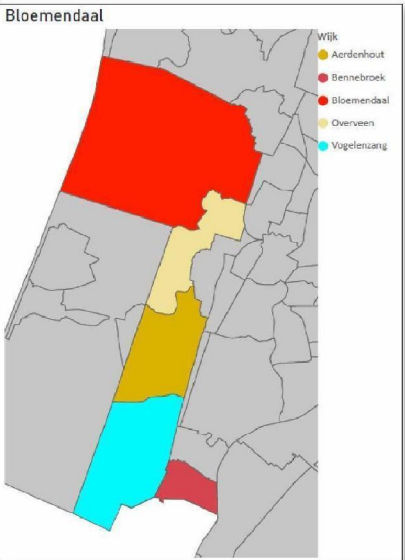 Bloemendaal
Wijk
Aerdenhout
Bennebroek
Bloemendaal
Overveen
Vogelenzang